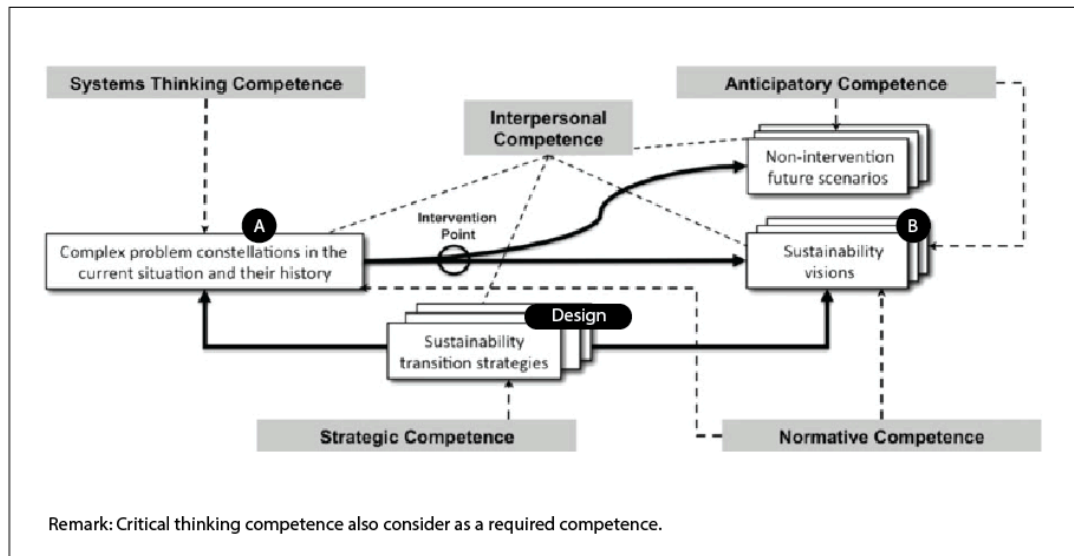 Systems Thinking Competence
Anticipatory Competence
Interpersonal
Competence
Non-intervention
future scenarios
A
Intervention
Point
B
Complex problem constellations in the
current situation and their history
Sustainability
visions
Design
Sustainability
transition strategies
Strategic Competence
Normative Competence
Remark: Critical thinking competence also consider as a required competence.